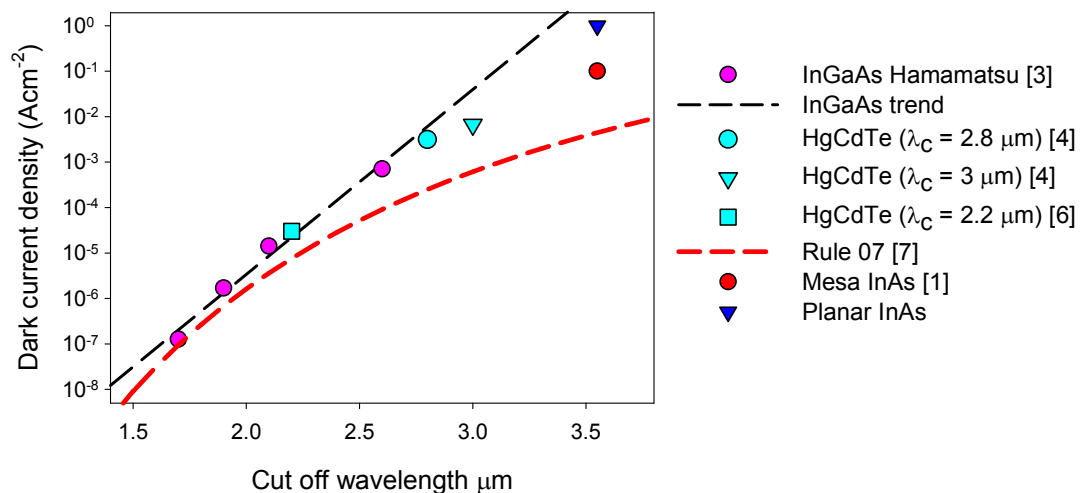 Dark current density (Acm⁻²)
10⁰
10⁻¹
10⁻²
10⁻³
10⁻⁴
10⁻⁵
10⁻⁶
10⁻⁷
10⁻⁸
1.5 2.0 2.5 3.0 3.5
Cut off wavelength μm
InGaAs Hamamatsu [3]
InGaAs trend
HgCdTe (λC = 2.8 μm) [4]
HgCdTe (λC = 3 μm) [4]
HgCdTe (λC = 2.2 μm) [6]
Rule 07 [7]
Mesa InAs [1]
Planar InAs